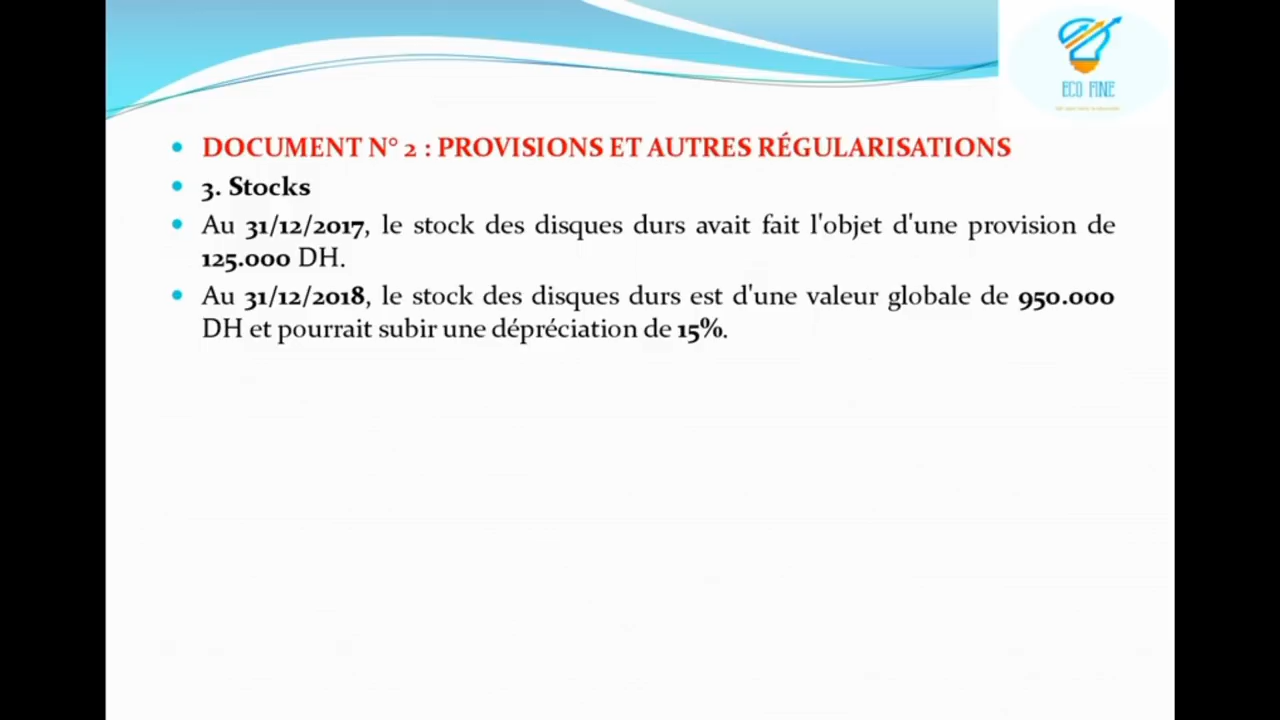 ECO FINE
DOCUMENT N° 2 : PROVISIONS ET AUTRES RÉGULARISATIONS
3. Stocks
Au 31/12/2017, le stock des disques durs avait fait l'objet d'une provision de
125.000 DH.
Au 31/12/2018, le stock des disques durs est d'une valeur globale de 950.000
DH et pourrait subir une dépréciation de 15%.